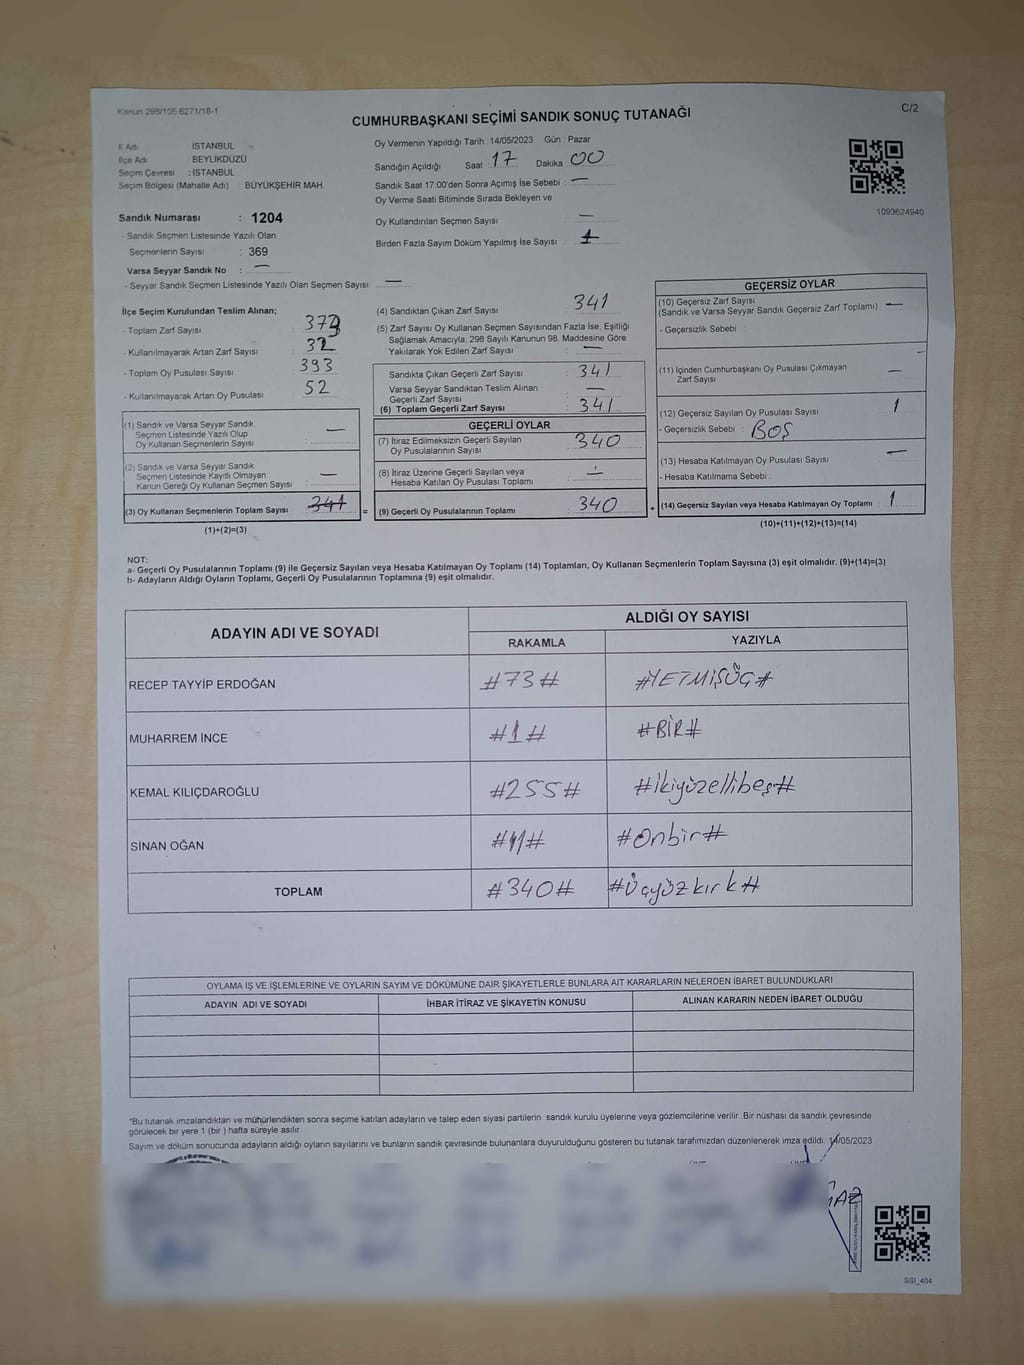 Kanun 298/105 6271/18-1
C/2
CUMHURBAŞKANI SEÇİMİ SANDIK SONUÇ TUTANAĞI
İl Adı : İSTANBUL
İlçe Adı BEYLİKDÜZÜ
Seçim Çevresi : İSTANBUL
Seçim Bölgesi (Mahalle Adı) : BÜYÜKŞEHİR MAH.
Sandık Numarası : 1204
- Sandık Seçmen Listesinde Yazılı Olan
Seçmenlerin Sayısı : 369
Varsa Seyyar Sandık No : —
- Seyyar Sandık Seçmen Listesinde Yazılı Olan Seçmen Sayısı: —
Oy Vermenin Yapıldığı Tarih : 14/05/2023 Gün : Pazar
Sandığın Açıldığı Saat : 17 Dakika : 00
Sandık Saat 17:00'den Sonra Açımış İse Sebebi : —
Oy Verme Saati Bitiminde Sırada Bekleyen ve
Oy Kullandırılan Seçmen Sayısı : —
Birden Fazla Sayım Döküm Yapılmış İse Sayısı : 1
1093624940
İlçe Seçim Kurulundan Teslim Alınan;
- Toplam Zarf Sayısı : 373
- Kullanılmayarak Artan Zarf Sayısı : 32
- Toplam Oy Pusulası Sayısı : 393
- Kullanılmayarak Artan Oy Pusulası : 52
(1) Sandık ve Varsa Seyyar Sandık
Seçmen Listesinde Yazılı Olup
Oy Kullanan Seçmenlerin Sayısı : —
(2) Sandık ve Varsa Seyyar Sandık
Seçmen Listesinde Kayıtlı Olmayan
Kanun Gereği Oy Kullanan Seçmen Sayısı : —
(3) Oy Kullanan Seçmenlerin Toplam Sayısı 341
(1)+(2)=(3)
(4) Sandıktan Çıkan Zarf Sayısı : 341
(5) Zarf Sayısı Oy Kullanan Seçmen Sayısından Fazla İse, Eşitliği
Sağlamak Amacıyla, 298 Sayılı Kanunun 98. Maddesine Göre
Yakılarak Yok Edilen Zarf Sayısı : —
Sandıkta Çıkan Geçerli Zarf Sayısı : 341
Varsa Seyyar Sandıktan Teslim Alınan
Geçerli Zarf Sayısı : —
(6) Toplam Geçerli Zarf Sayısı : 341
GEÇERLİ OYLAR
(7) İtiraz Edilmeksizin Geçerli Sayılan
Oy Pusulalarının Sayısı : 340
(8) İtiraz Üzerine Geçerli Sayılan veya
Hesaba Katılan Oy Pusulası Toplamı : —
(9) Geçerli Oy Pusulalarının Toplamı : 340
GEÇERSİZ OYLAR
(10) Geçersiz Zarf Sayısı
(Sandık ve Varsa Seyyar Sandık Geçersiz Zarf Toplamı) : —
- Geçersizlik Sebebi :
(11) İçinden Cumhurbaşkanı Oy Pusulası Çıkmayan
Zarf Sayısı —
(12) Geçersiz Sayılan Oy Pusulası Sayısı : 1
- Geçersizlik Sebebi : BOŞ
(13) Hesaba Katılmayan Oy Pusulası Sayısı : —
- Hesaba Katılmama Sebebi :
(14) Geçersiz Sayılan veya Hesaba Katılmayan Oy Toplamı : 1
(10)+(11)+(12)+(13)=(14)
NOT:
a- Geçerli Oy Pusulalarının Toplamı (9) ile Geçersiz Sayılan veya Hesaba Katılmayan Oy Toplamı (14) Toplamları, Oy Kullanan Seçmenlerin Toplam Sayısına (3) eşit olmalıdır. (9)+(14)=(3)
b- Adayların Aldığı Oyların Toplamı, Geçerli Oy Pusulalarının Toplamına (9) eşit olmalıdır.
ADAYIN ADI VE SOYADI ALDIĞI OY SAYISI
RAKAMLA YAZIYLA
RECEP TAYYİP ERDOĞAN #73# #YETMİŞÜÇ#
MUHARREM İNCE #1# #BİR#
KEMAL KILIÇDAROĞLU #255# #İkiyüzellibeş#
SİNAN OĞAN #11# #Onbir#
TOPLAM #340# #Üçyüzkırk#
OYLAMA İŞ VE İŞLEMLERİNE VE OYLARIN SAYIM VE DÖKÜMÜNE DAİR ŞİKAYETLERLE BUNLARA AİT KARARLARIN NELERDEN İBARET BULUNDUKLARI
ADAYIN ADI VE SOYADI İHBAR İTİRAZ VE ŞİKAYETİN KONUSU ALINAN KARARIN NEDEN İBARET OLDUĞU
*Bu tutanak imzalandıktan ve mühürlendikten sonra seçime katılan adayların ve talep eden siyasi partilerin sandık kurulu üyelerine veya gözlemcilerine verilir. Bir nüshası da sandık çevresinde
görülecek bir yere 1 (bir ) hafta süreyle asılır.
Sayım ve döküm sonucunda adayların aldığı oyların sayılarını ve bunların sandık çevresinde bulunanlara duyurulduğunu gösteren bu tutanak tarafımızdan düzenlenerek imza edildi. 14/05/2023
SSI_404